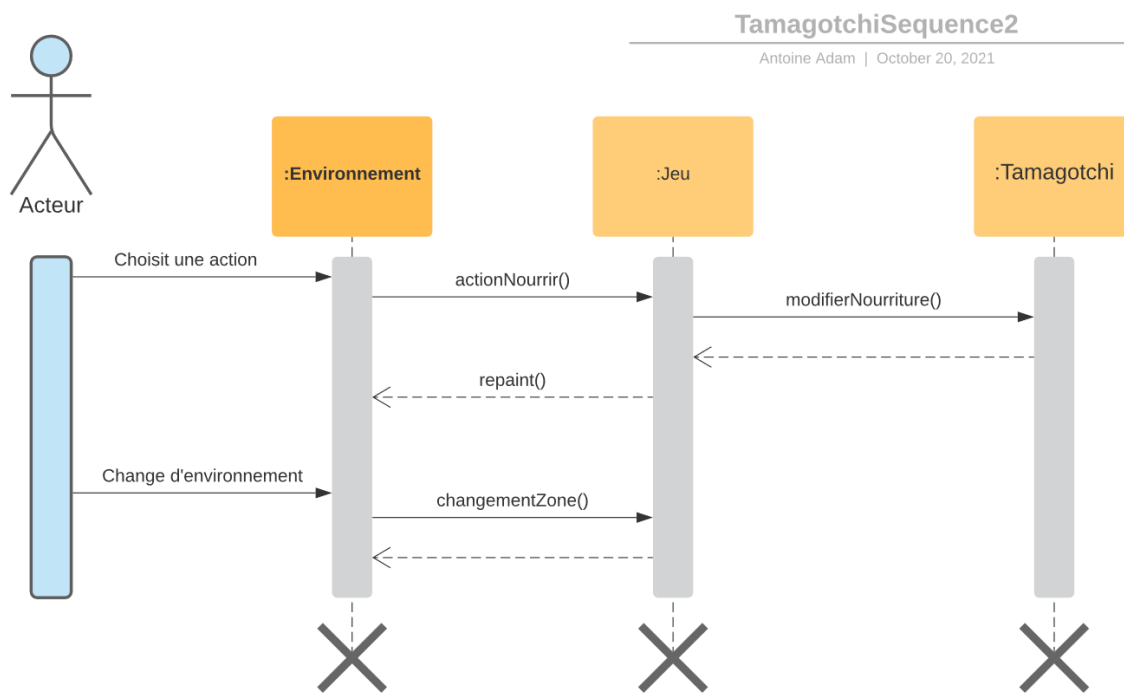 TamagotchiSequence2
Antoine Adam | October 20, 2021
Acteur
:Environnement
:Jeu
:Tamagotchi
Choisit une action
actionNourrir()
modifierNourriture()
repaint()
Change d'environnement
changementZone()